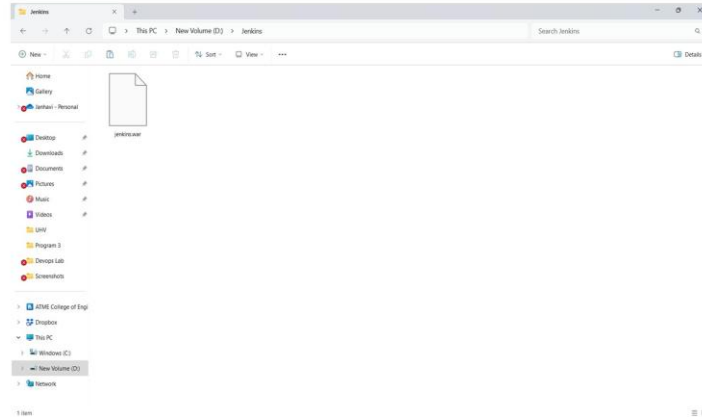 Jenkins
This PC > New Volume (D:) > Jenkins
Search Jenkins
New
Sort
View
Details
Home
Gallery
Janhavi - Personal
Desktop
Downloads
Documents
Pictures
Music
Videos
UHV
Program 3
Devops Lab
Screenshots
ATME College of Engi
Dropbox
This PC
Windows (C:)
New Volume (D:)
Network
jenkins.war
1 item